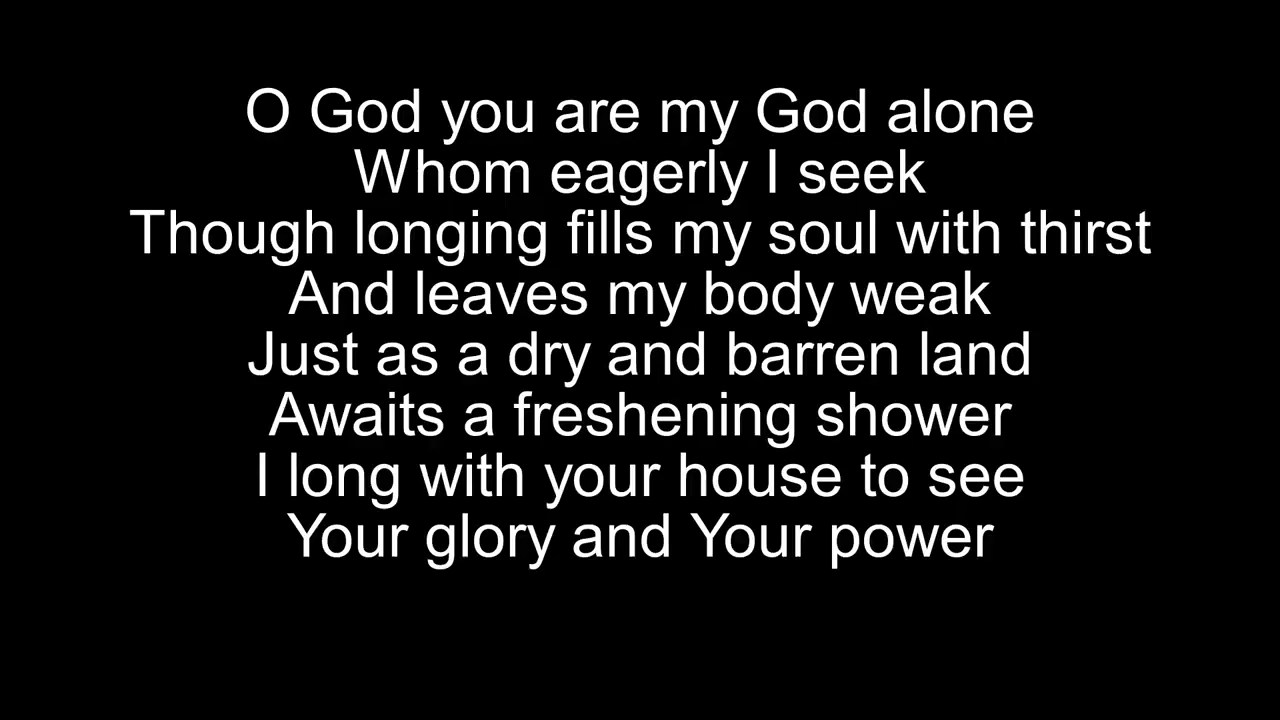 O God you are my God alone
Whom eagerly I seek
Though longing fills my soul with thirst
And leaves my body weak
Just as a dry and barren land
Awaits a freshening shower
I long with your house to see
Your glory and Your power